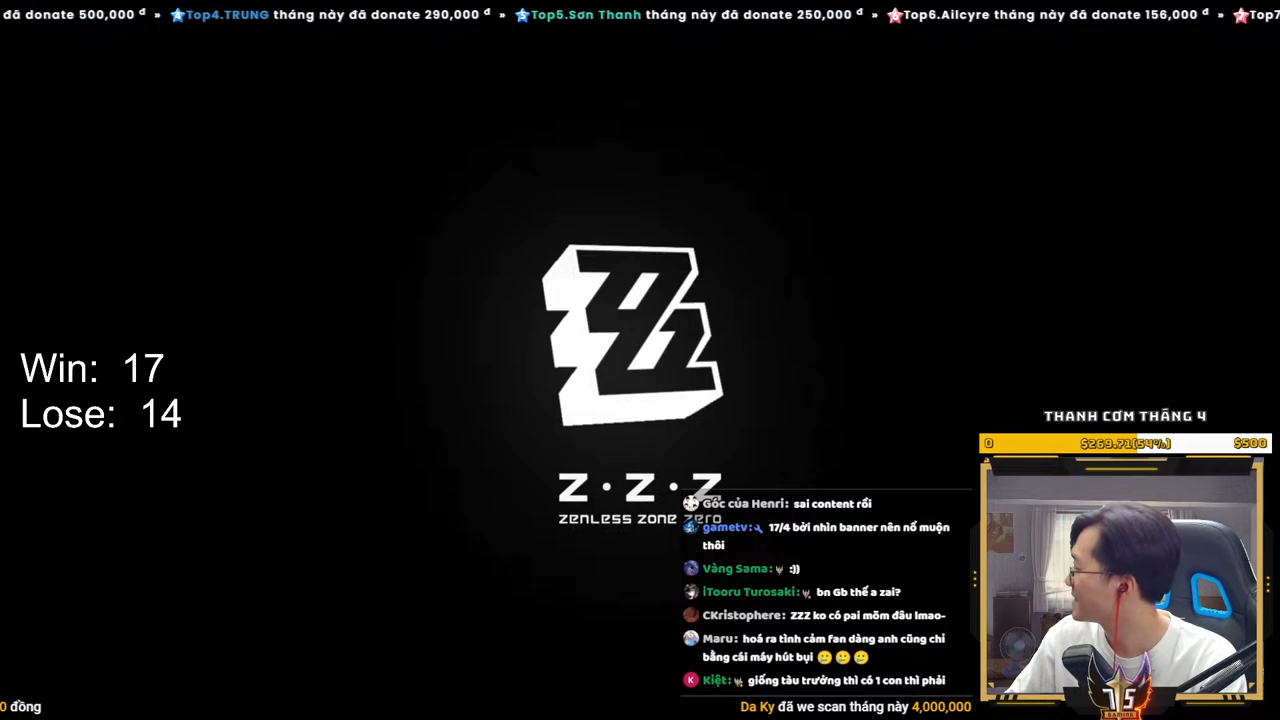 đã donate 500,000 đ » Top4.TRUNG tháng này đã donate 290,000 đ » Top5.Sơn Thanh tháng này đã donate 250,000 đ » Top6.Ailcyre tháng này đã donate 156,000 đ » Top7
Win: 17
Lose: 14
Z·Z·Z
ZENLESS ZONE ZERO
THANH CƠM THÁNG 4
0 $269.71(54%) $500
Góc của Henri: sai content rồi
gametv: 17/4 bởi nhìn banner nên nổ muộn
thôi
Vàng Sama: :))
iTooru Turosaki: bn Gb thế a zai?
CKristophere: ZZZ ko có pai mõm đâu lmao-
Maru: hoá ra tình cảm fan dàng anh cũng chỉ
bằng cái máy hút bụi 🥲 🥲 🥲
K Kiệt: giống tàu trưởng thì có 1 con thì phải
75
GAMING
0 đồng
Da Ky đã we scan tháng này 4,000,000